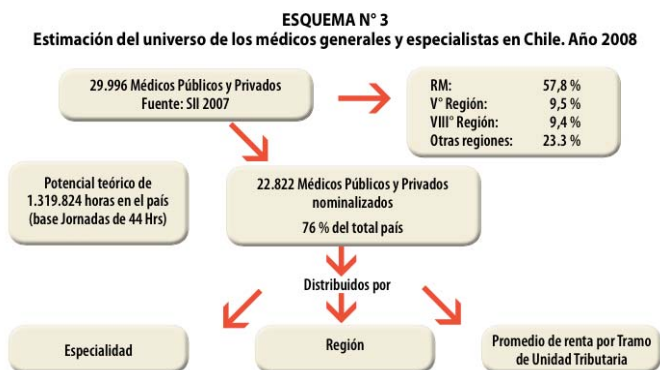 ESQUEMA N° 3
Estimación del universo de los médicos generales y especialistas en Chile. Año 2008
29.996 Médicos Públicos y Privados
Fuente: SII 2007
RM: 57,8 %
V° Región: 9,5 %
VIII° Región: 9,4 %
Otras regiones: 23.3 %
Potencial teórico de
1.319.824 horas en el país
(base Jornadas de 44 Hrs)
22.822 Médicos Públicos y Privados
nominalizados
76 % del total país
Distribuidos por
Especialidad
Región
Promedio de renta por Tramo
de Unidad Tributaria